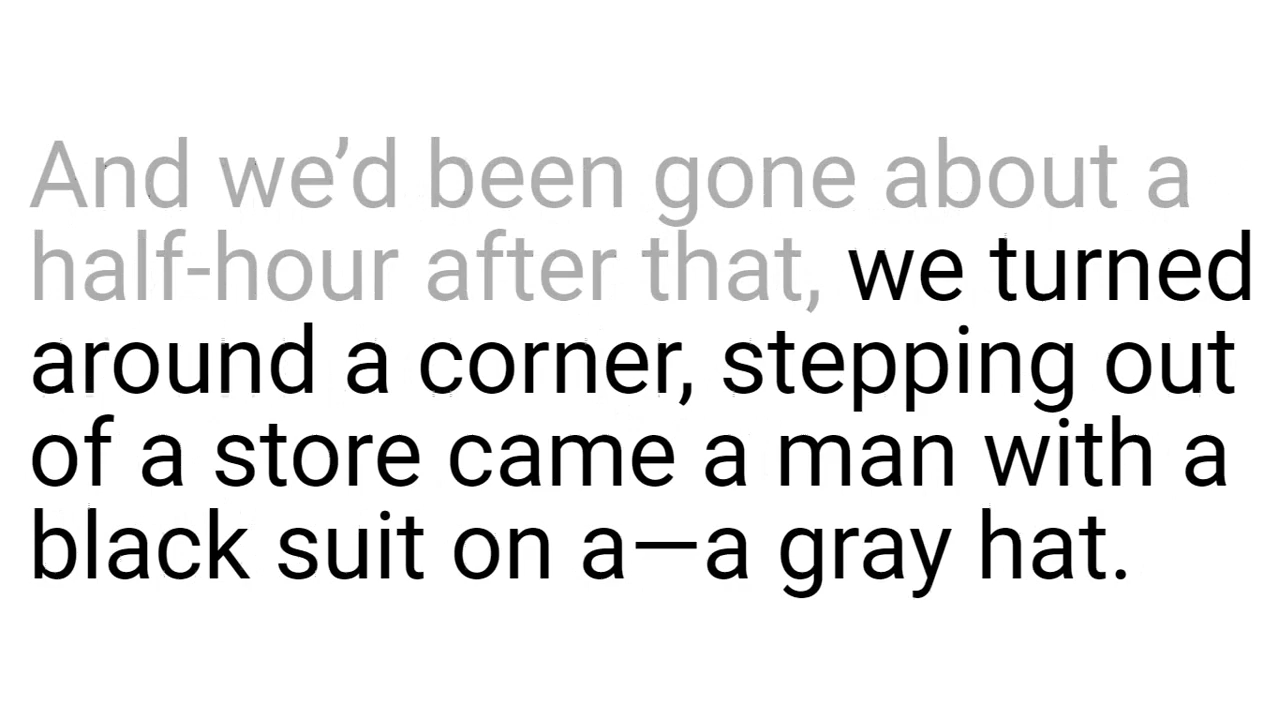 And we’d been gone about a
half-hour after that, we turned
around a corner, stepping out
of a store came a man with a
black suit on a—a gray hat.